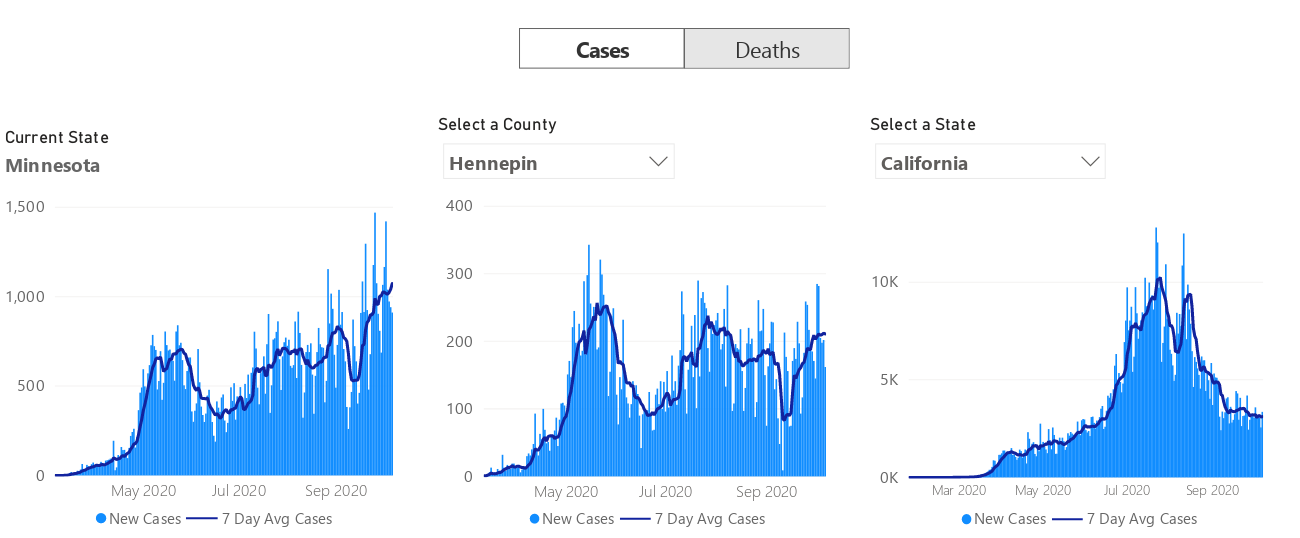 Cases Deaths
Current State
Minnesota
Select a County
Hennepin
Select a State
California
1,500
1,000
500
0
May 2020 Jul 2020 Sep 2020
New Cases 7 Day Avg Cases
400
300
200
100
0
May 2020 Jul 2020 Sep 2020
New Cases 7 Day Avg Cases
10K
5K
0K
Mar 2020 May 2020 Jul 2020 Sep 2020
New Cases 7 Day Avg Cases